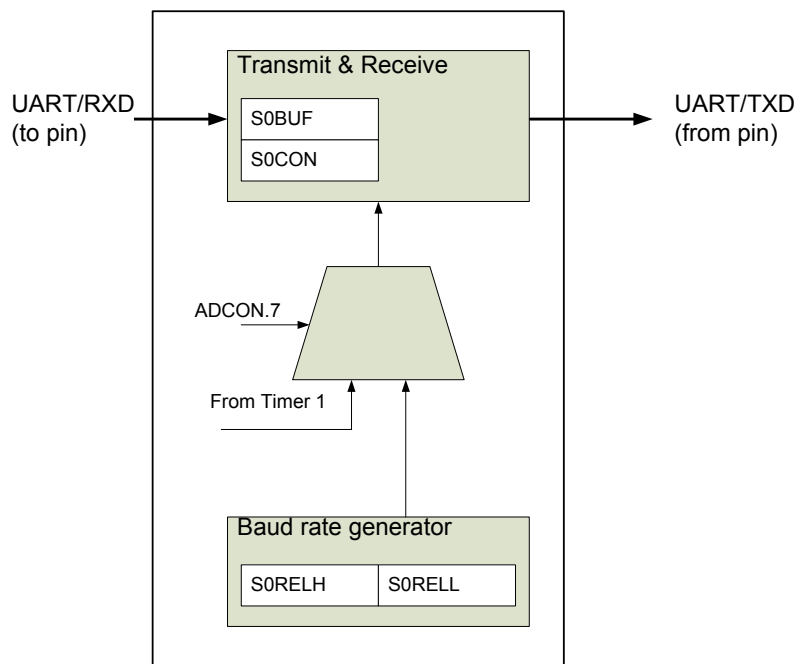 Transmit & Receive
UART/RXD
(to pin)
S0BUF
S0CON
UART/TXD
(from pin)
ADCON.7
From Timer 1
Baud rate generator
S0RELH
S0RELL